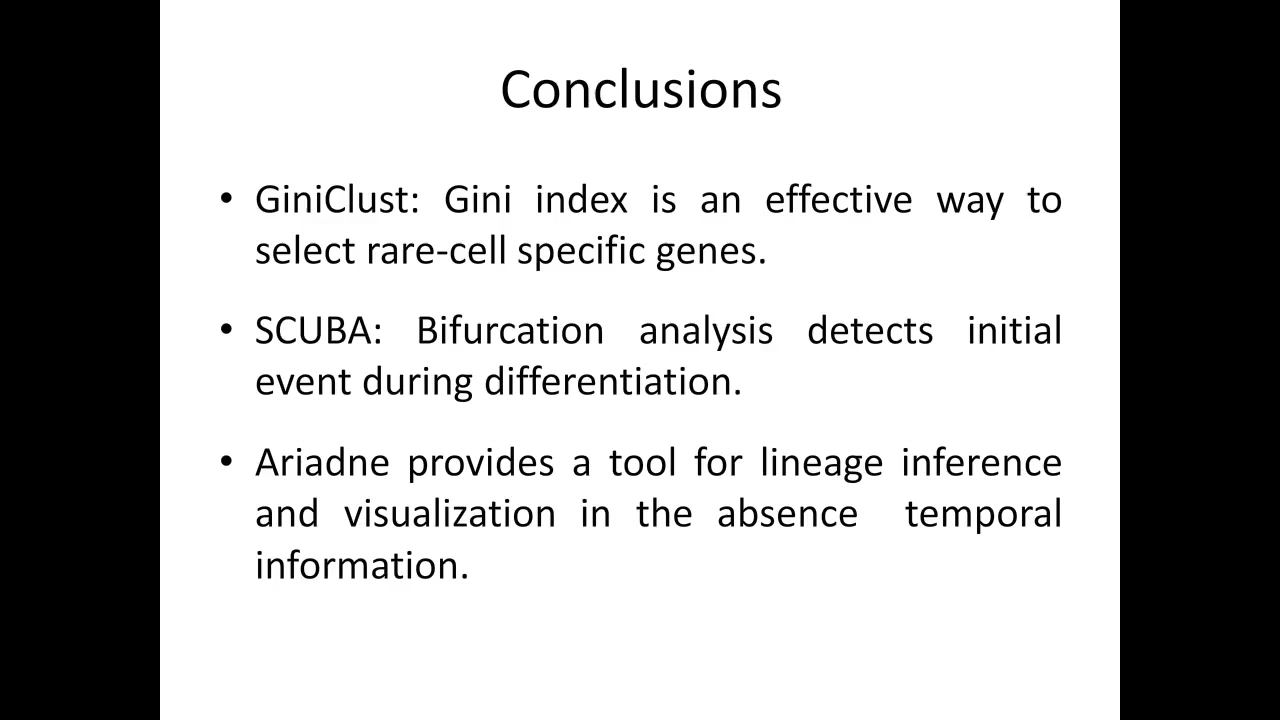 Conclusions
• GiniClust: Gini index is an effective way to
select rare-cell specific genes.
• SCUBA: Bifurcation analysis detects initial
event during differentiation.
• Ariadne provides a tool for lineage inference
and visualization in the absence temporal
information.